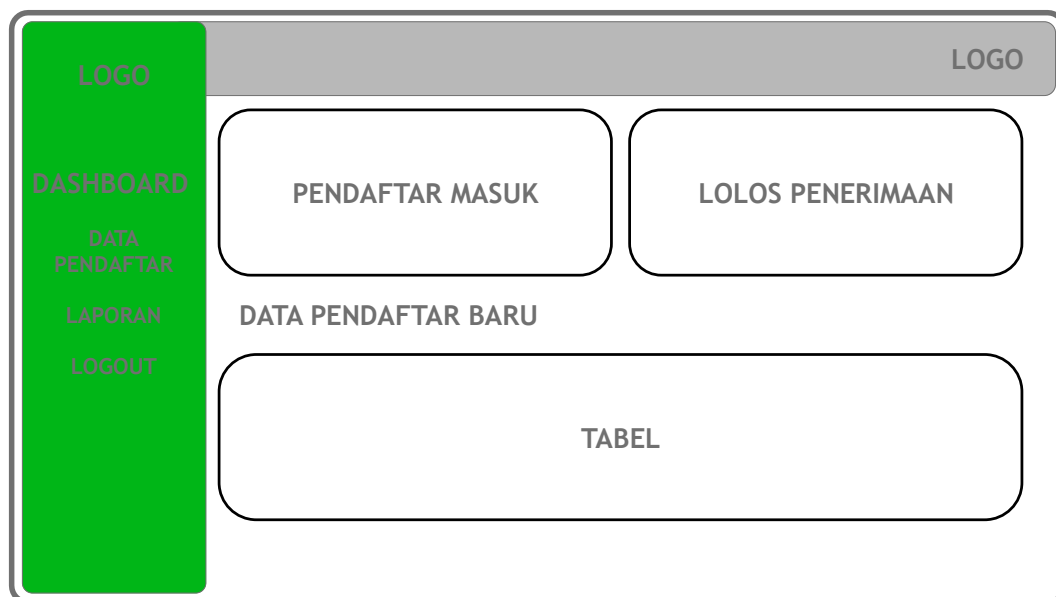 LOGO
LOGO
DASHBOARD
DATA
PENDAFTAR
LAPORAN
LOGOUT
PENDAFTAR MASUK
LOLOS PENERIMAAN
DATA PENDAFTAR BARU
TABEL